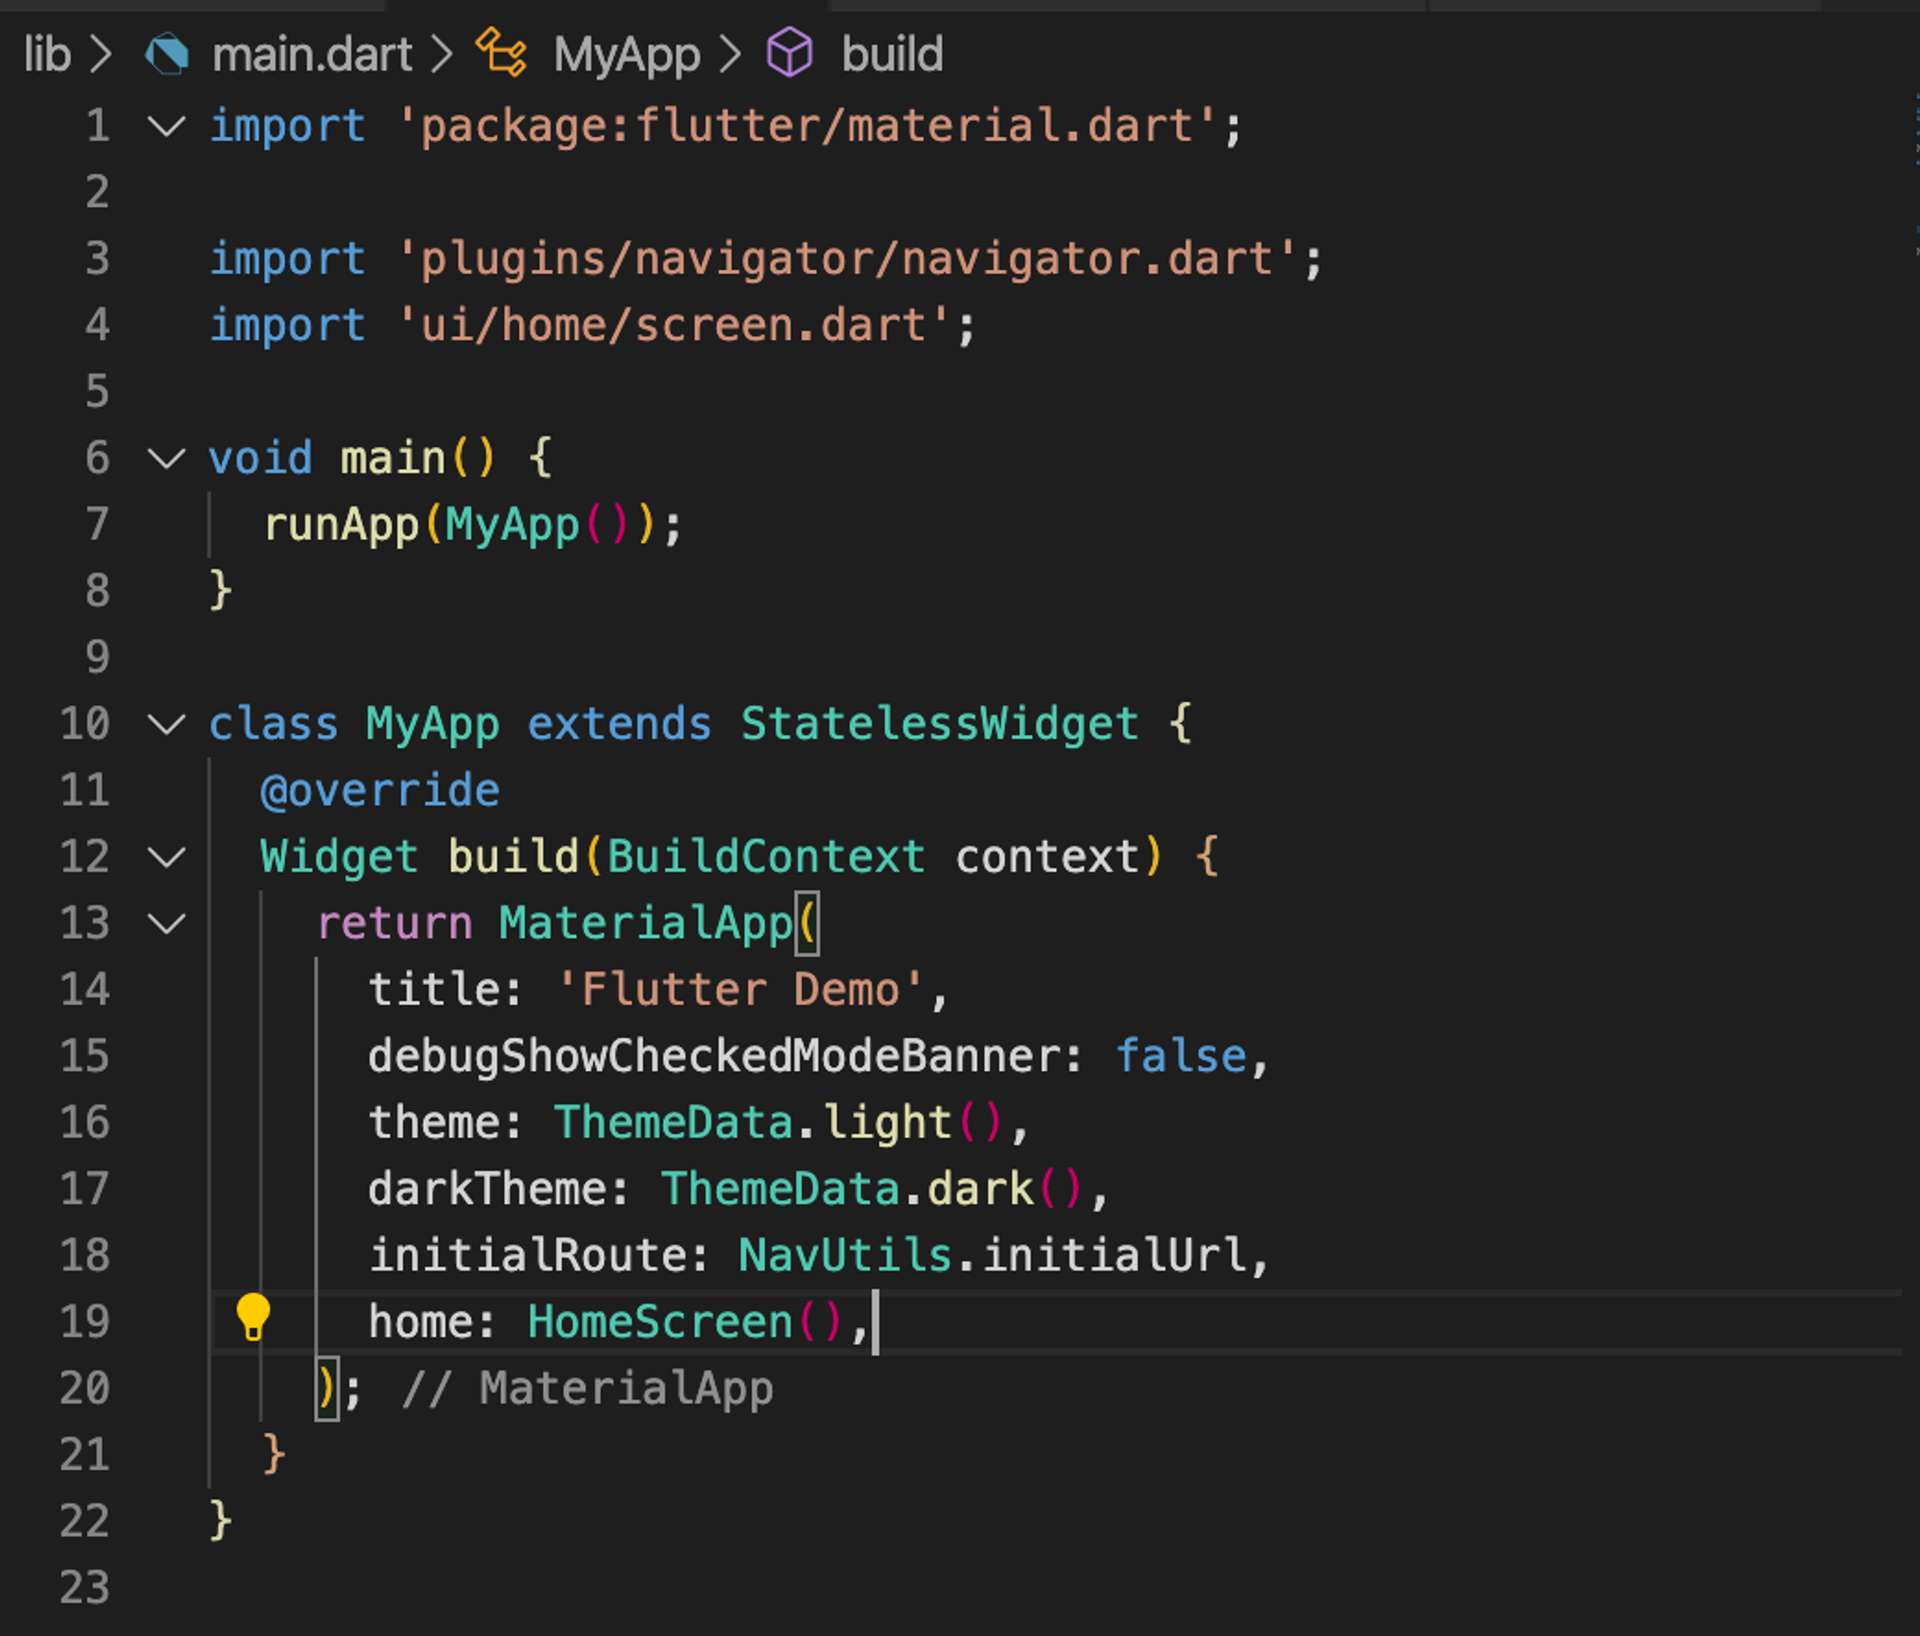 lib > main.dart > MyApp > build
1 import 'package:flutter/material.dart';
2
3 import 'plugins/navigator/navigator.dart';
4 import 'ui/home/screen.dart';
5
6 void main() {
7   runApp(MyApp());
8 }
9
10 class MyApp extends StatelessWidget {
11   @override
12   Widget build(BuildContext context) {
13     return MaterialApp(
14       title: 'Flutter Demo',
15       debugShowCheckedModeBanner: false,
16       theme: ThemeData.light(),
17       darkTheme: ThemeData.dark(),
18       initialRoute: NavUtils.initialUrl,
19       home: HomeScreen(),
20     ); // MaterialApp
21   }
22 }
23